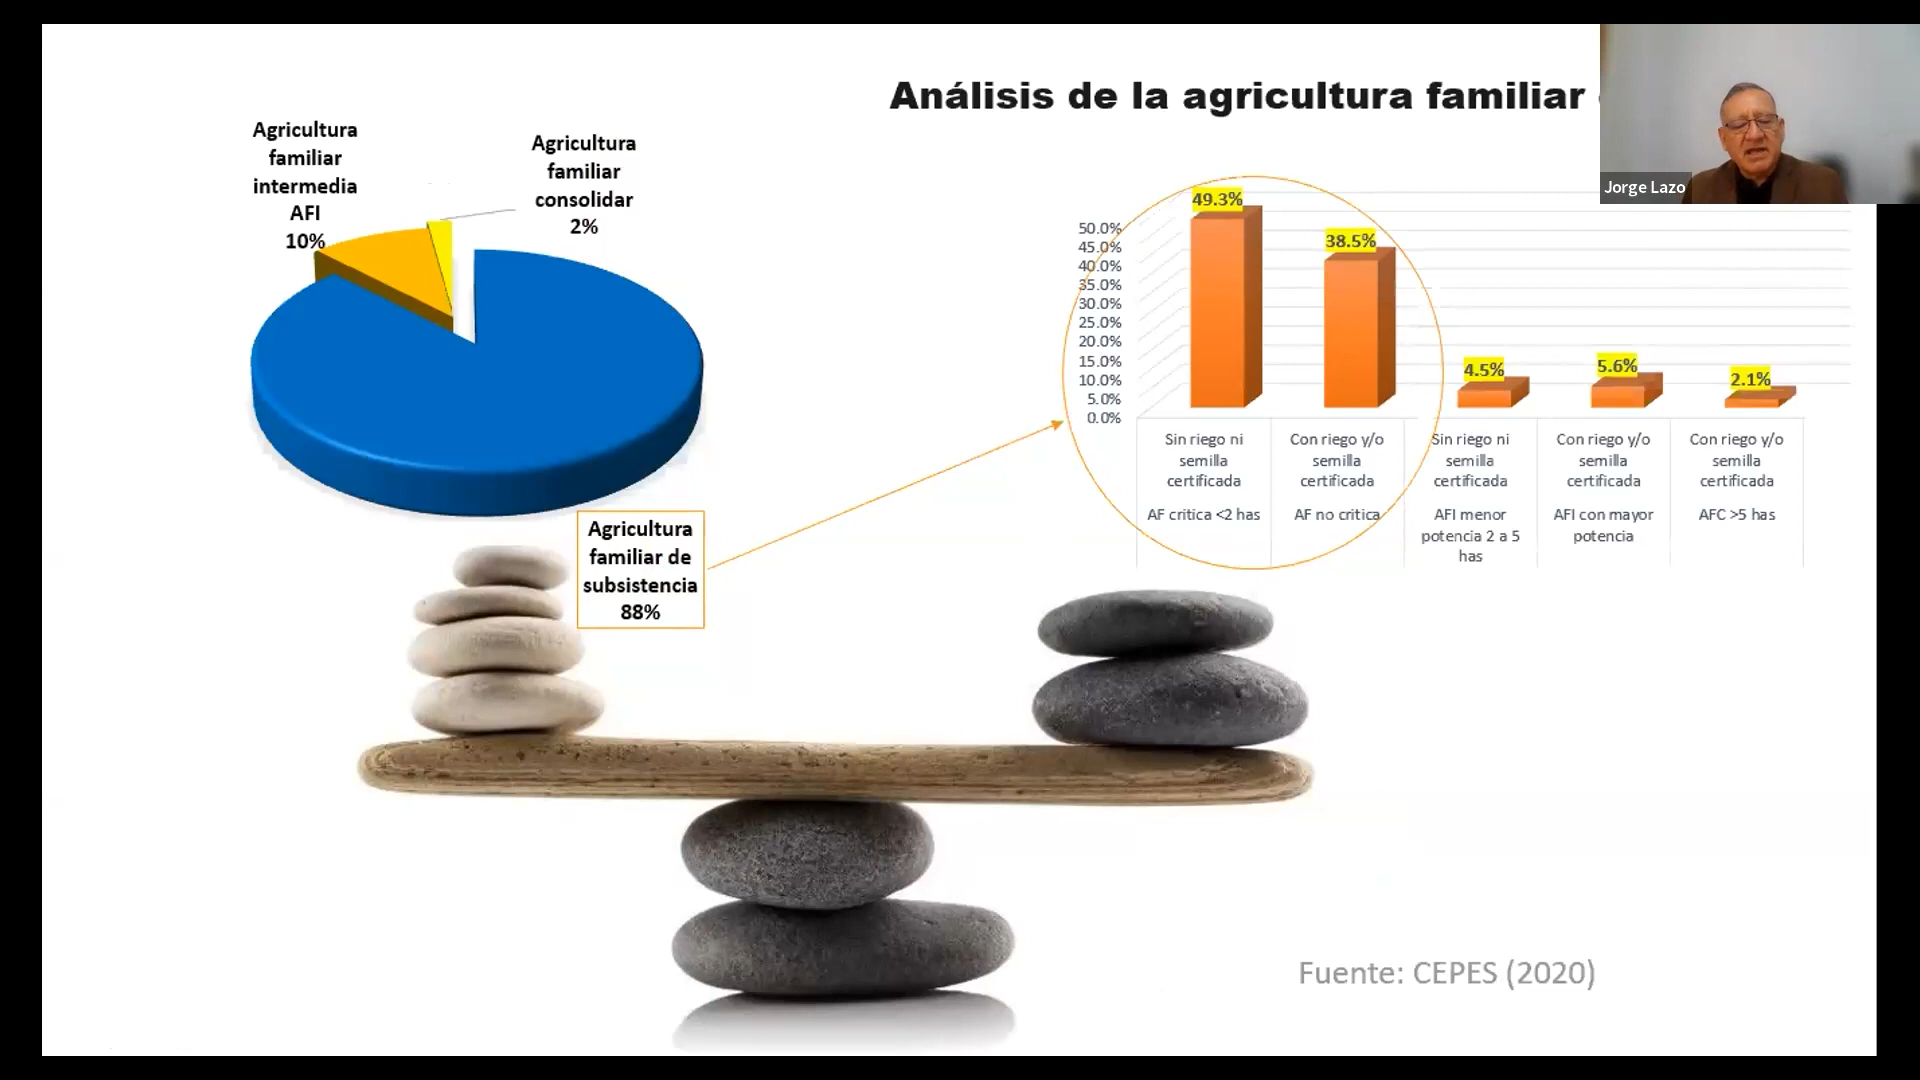 Análisis de la agricultura familiar
Jorge Lazo
Agricultura
familiar
intermedia
AFI
10%
Agricultura
familiar
consolidar
2%
Agricultura
familiar de
subsistencia
88%
49.3%
38.5%
4.5%
5.6%
2.1%
50.0%
45.0%
40.0%
35.0%
30.0%
25.0%
20.0%
15.0%
10.0%
5.0%
0.0%
Sin riego ni
semilla
certificada
AF critica <2 has
Con riego y/o
semilla
certificada
AF no critica
Sin riego ni
semilla
certificada
AFI menor
potencia 2 a 5
has
Con riego y/o
semilla
certificada
AFI con mayor
potencia
Con riego y/o
semilla
certificada
AFC >5 has
Fuente: CEPES (2020)